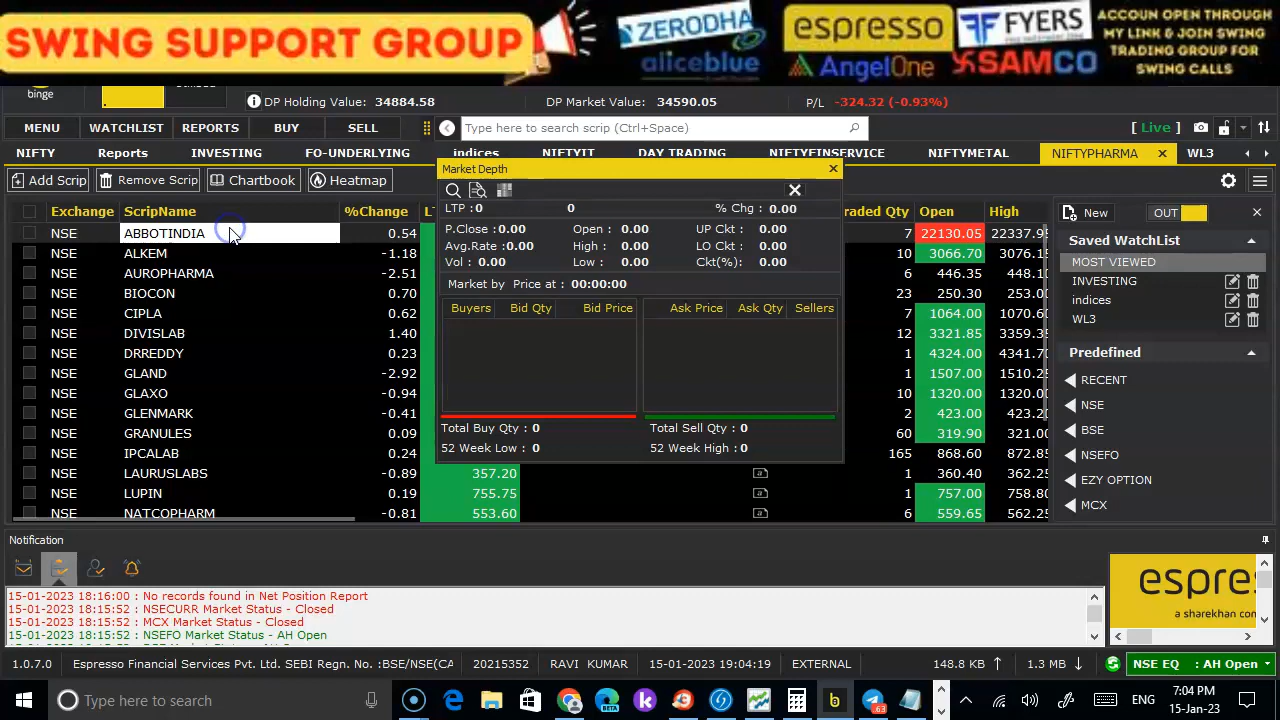 SWING SUPPORT GROUP
ZERODHA
aliceblue
espresso
AngelOne
FYERS
SAMCO
ACCOUN OPEN THROUGH
MY LINK & JOIN SWING
TRADING GROUP FOR
SWING CALLS
binge
DP Holding Value: 34884.58
DP Market Value: 34590.05
P/L -324.32 (-0.93%)
MENU WATCHLIST REPORTS BUY SELL
Type here to search scrip (Ctrl+Space)
[ Live ]
NIFTY Reports INVESTING FO-UNDERLYING indices NIFTYIT DAY TRADING NIFTYFINSERVICE NIFTYMETAL NIFTYPHARMA WL3
Add Scrip Remove Scrip Chartbook Heatmap
Market Depth
LTP : 0 0 % Chg : 0.00
P.Close : 0.00 Open : 0.00 UP Ckt : 0.00
Avg.Rate : 0.00 High : 0.00 LO Ckt : 0.00
Vol : 0.00 Low : 0.00 Ckt(%) : 0.00
Market by Price at : 00:00:00
Buyers Bid Qty Bid Price Ask Price Ask Qty Sellers
Total Buy Qty : 0 Total Sell Qty : 0
52 Week Low : 0 52 Week High : 0
Exchange ScripName %Change raded Qty Open High
NSE ABBOTINDIA 0.54 7 22130.05 22337.9
NSE ALKEM -1.18 10 3066.70 3076.1
NSE AUROPHARMA -2.51 6 446.35 448.1
NSE BIOCON 0.70 23 250.30 253.0
NSE CIPLA 0.62 7 1064.00 1070.6
NSE DIVISLAB 1.40 12 3321.85 3359.3
NSE DRREDDY 0.23 1 4324.00 4341.7
NSE GLAND -2.92 1 1507.00 1510.2
NSE GLAXO -0.94 10 1320.00 1320.0
NSE GLENMARK -0.41 2 423.00 423.2
NSE GRANULES 0.09 60 319.90 321.0
NSE IPCALAB 0.24 165 868.60 872.8
NSE LAURUSLABS -0.89 357.20 1 360.40 362.2
NSE LUPIN 0.19 755.75 1 757.00 758.8
NSE NATCOPHARM -0.81 553.60 6 559.65 562.2
New OUT
Saved WatchList
MOST VIEWED
INVESTING
indices
WL3
Predefined
RECENT
NSE
BSE
NSEFO
EZY OPTION
MCX
Notification
15-01-2023 18:16:00 : No records found in Net Position Report
15-01-2023 18:15:52 : NSECURR Market Status - Closed
15-01-2023 18:15:52 : MCX Market Status - Closed
15-01-2023 18:15:52 : NSEFO Market Status - AH Open
espre
a sharekhan com
1.0.7.0 Espresso Financial Services Pvt. Ltd. SEBI Regn. No. :BSE/NSE(CA 20215352 RAVI KUMAR 15-01-2023 19:04:19 EXTERNAL 148.8 KB 1.3 MB NSE EQ : AH Open
Type here to search
63
ENG
7:04 PM
15-Jan-23